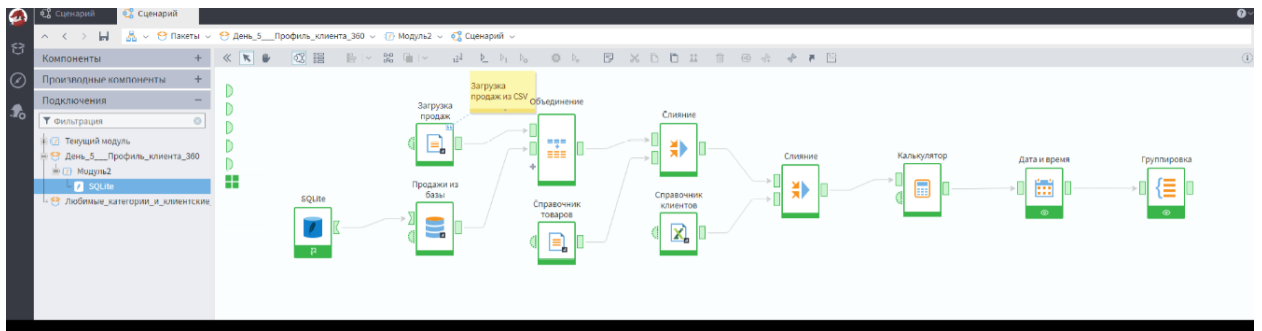 Сценарий
Сценарий
Пакеты
День_5___Профиль_клиента_360
Модуль2
Сценарий
Компоненты
Производные компоненты
Подключения
Фильтрация
Текущий модуль
День_5___Профиль_клиента_360
Модуль2
SQLite
Любимые_категории_и_клиентские_
Загрузка
продаж из CSV
Загрузка
продаж
Объединение
Слияние
Слияние
Калькулятор
Дата и время
Группировка
SQLite
Продажи из
базы
Справочник
товаров
Справочник
клиентов